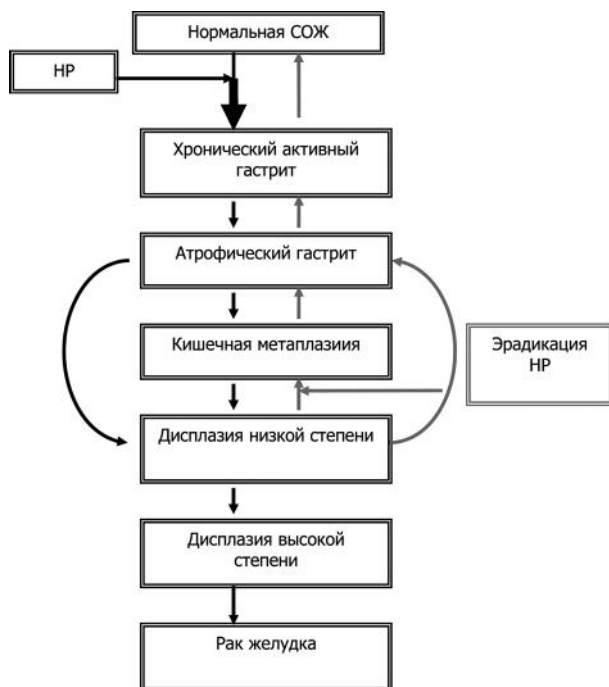 Нормальная СОЖ
НР
Хронический активный
гастрит
Атрофический гастрит
Кишечная метаплазиия
Эрадикация
НР
Дисплазия низкой степени
Дисплазия высокой
степени
Рак желудка